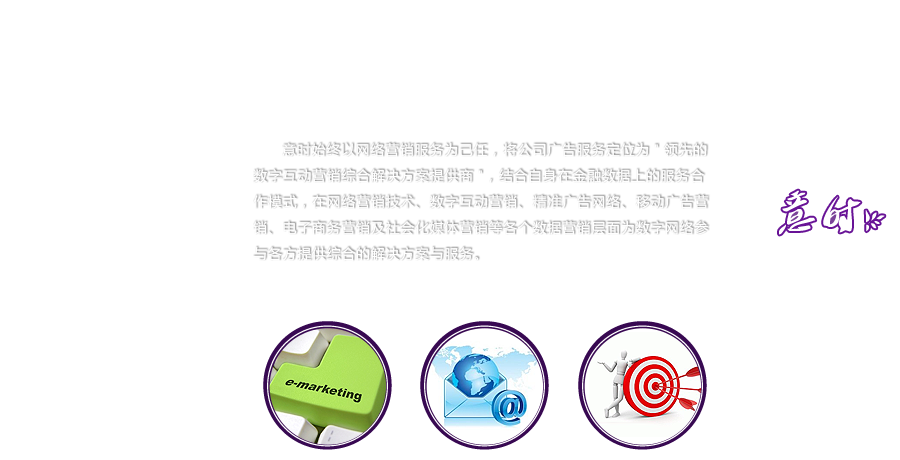 意时始终以网络营销服务为己任，将公司广告服务定位为＂领先的
数字互动营销综合解决方案提供商＂，结合自身在金融数据上的服务合
作模式，在网络营销技术、数字互动营销、精准广告网络、移动广告营
销、电子商务营销及社会化媒体营销等各个数据营销层面为数字网络参
与各方提供综合的解决方案与服务。
意时
e-marketing
@